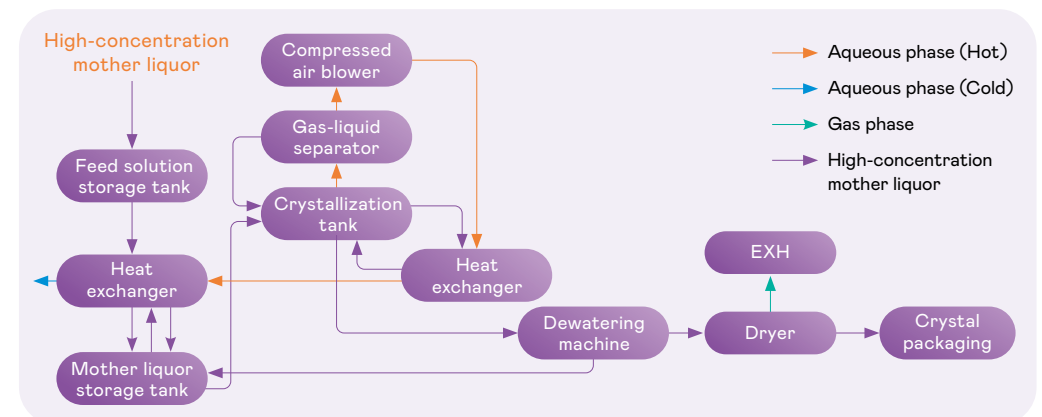 High-concentration
mother liquor
Feed solution
storage tank
Heat
exchanger
Mother liquor
storage tank
Compressed
air blower
Gas-liquid
separator
Crystallization
tank
Heat
exchanger
Dewatering
machine
EXH
Dryer
Crystal
packaging
Aqueous phase (Hot)
Aqueous phase (Cold)
Gas phase
High-concentration
mother liquor